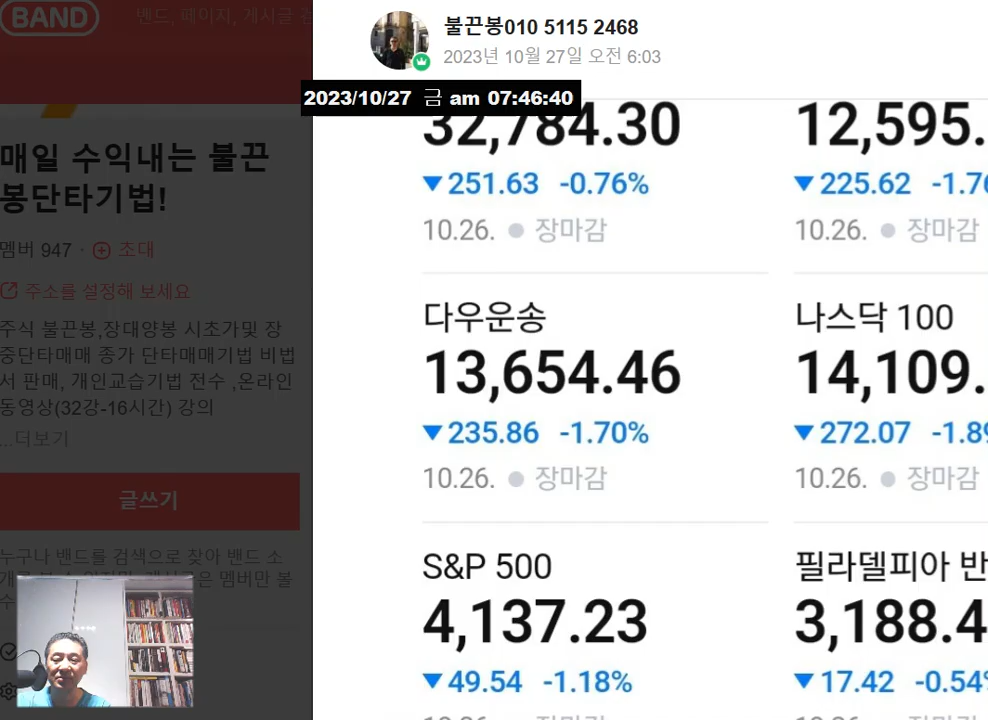 BAND
밴드, 페이지, 게시글 검
매일 수익내는 불끈
봉단타기법!
멤버 947 · 초대
주소를 설정해 보세요
주식 불끈봉,장대양봉 시초가및 장
중단타매매 종가 단타매매기법 비법
서 판매, 개인교습기법 전수 ,온라인
동영상(32강-16시간) 강의
...더보기
글쓰기
누구나 밴드를 검색으로 찾아 밴드 소
불끈봉010 5115 2468
2023년 10월 27일 오전 6:03
2023/10/27 금 am 07:46:40
32,784.30
▼251.63 -0.76%
10.26. ● 장마감
12,595.
▼225.62 -1.76
10.26. ● 장마감
다우운송
13,654.46
▼235.86 -1.70%
10.26. ● 장마감
나스닥 100
14,109.
▼272.07 -1.89
10.26. ● 장마감
S&P 500
4,137.23
▼49.54 -1.18%
필라델피아 반
3,188.4
▼17.42 -0.54%